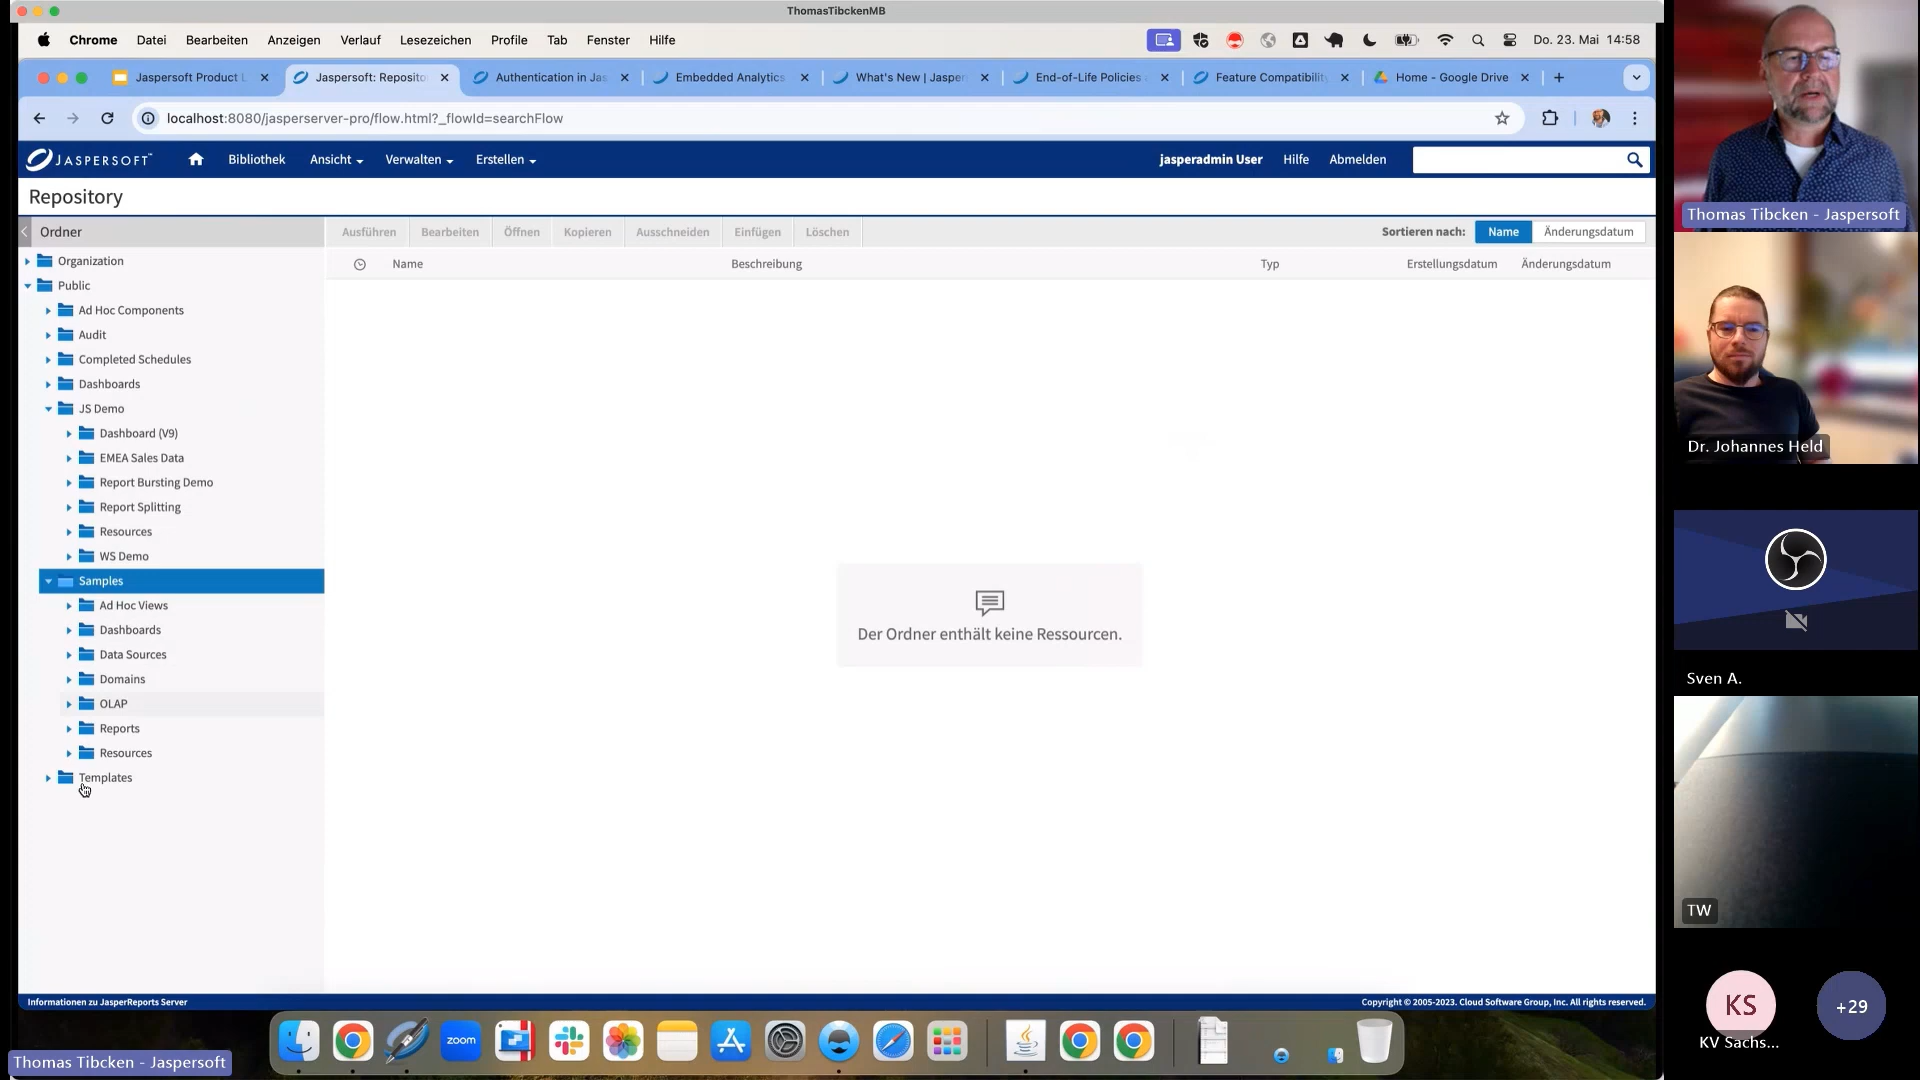 ThomasTibckenMB
Chrome Datei Bearbeiten Anzeigen Verlauf Lesezeichen Profile Tab Fenster Hilfe Do. 23. Mai 14:58
Jaspersoft Product L Jaspersoft: Reposito Authentication in Jas Embedded Analytics What's New | Jasper End-of-Life Policies Feature Compatibility Home - Google Drive
localhost:8080/jasperserver-pro/flow.html?_flowId=searchFlow
JASPERSOFT Bibliothek Ansicht Verwalten Erstellen jasperadmin User Hilfe Abmelden
Repository
Ordner Ausführen Bearbeiten Öffnen Kopieren Ausschneiden Einfügen Löschen Sortieren nach: Name Änderungsdatum
Name Beschreibung Typ Erstellungsdatum Änderungsdatum
Organization
Public
Ad Hoc Components
Audit
Completed Schedules
Dashboards
JS Demo
Dashboard (V9)
EMEA Sales Data
Report Bursting Demo
Report Splitting
Resources
WS Demo
Samples
Ad Hoc Views
Dashboards
Data Sources
Domains
OLAP
Reports
Resources
Templates
Der Ordner enthält keine Ressourcen.
Informationen zu JasperReports Server
Copyright © 2005-2023. Cloud Software Group, Inc. All rights reserved.
zoom
Thomas Tibcken - Jaspersoft
Thomas Tibcken - Jaspersoft
Dr. Johannes Held
Sven A.
TW
KS
KV Sachs...
+29